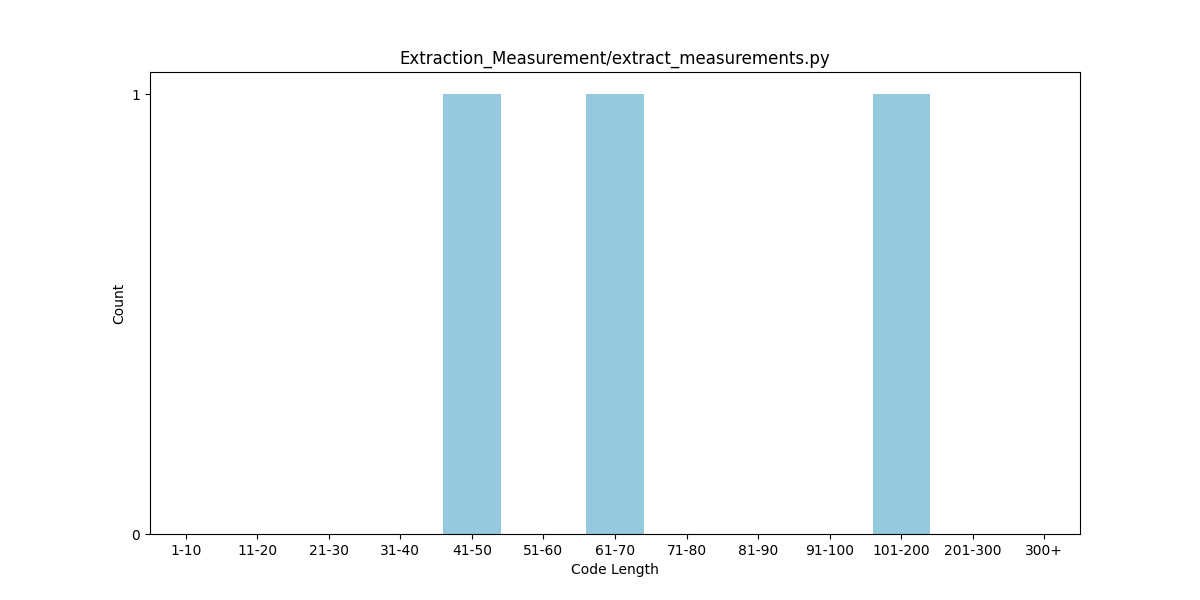 Extraction_Measurement/extract_measurements.py
1
Count
0
1-10 11-20 21-30 31-40 41-50 51-60 61-70 71-80 81-90 91-100 101-200 201-300 300+
Code Length